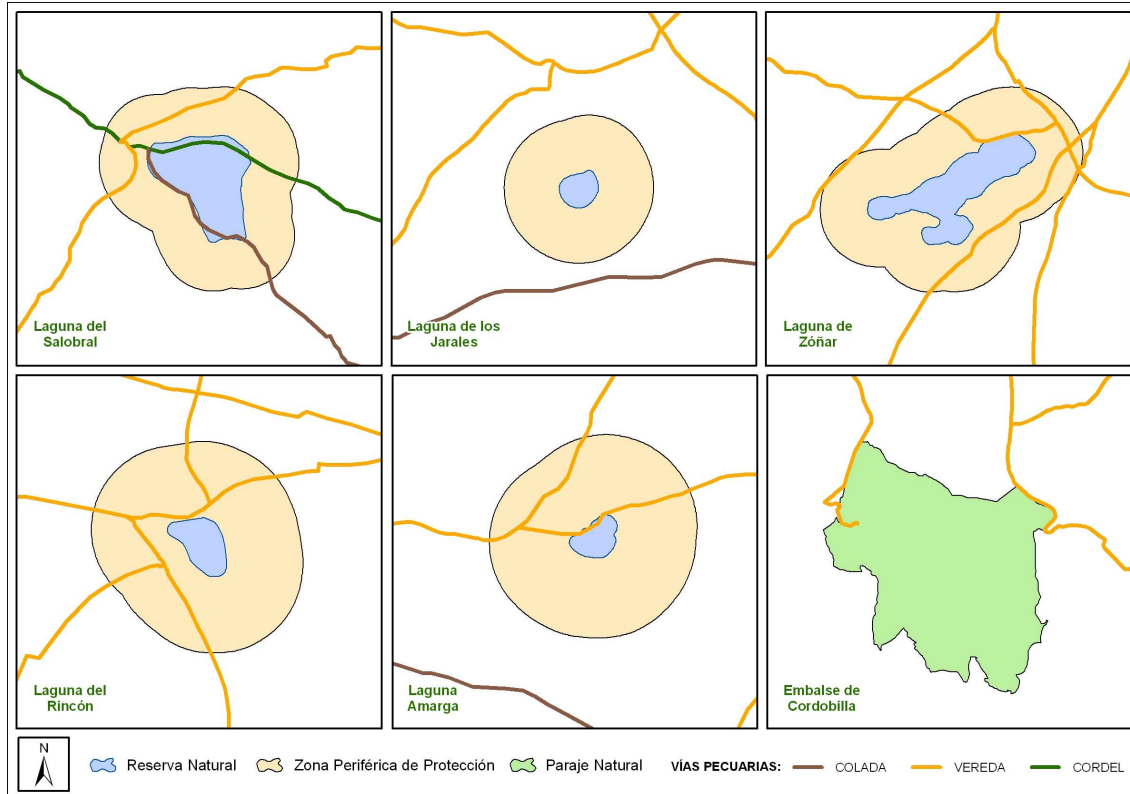 Laguna del
Salobral
Laguna de los
Jarales
Laguna de
Zóñar
Laguna del
Rincón
Laguna
Amarga
Embalse de
Cordobilla
N
Reserva Natural
Zona Periférica de Protección
Paraje Natural
VÍAS PECUARIAS:
COLADA
VEREDA
CORDEL